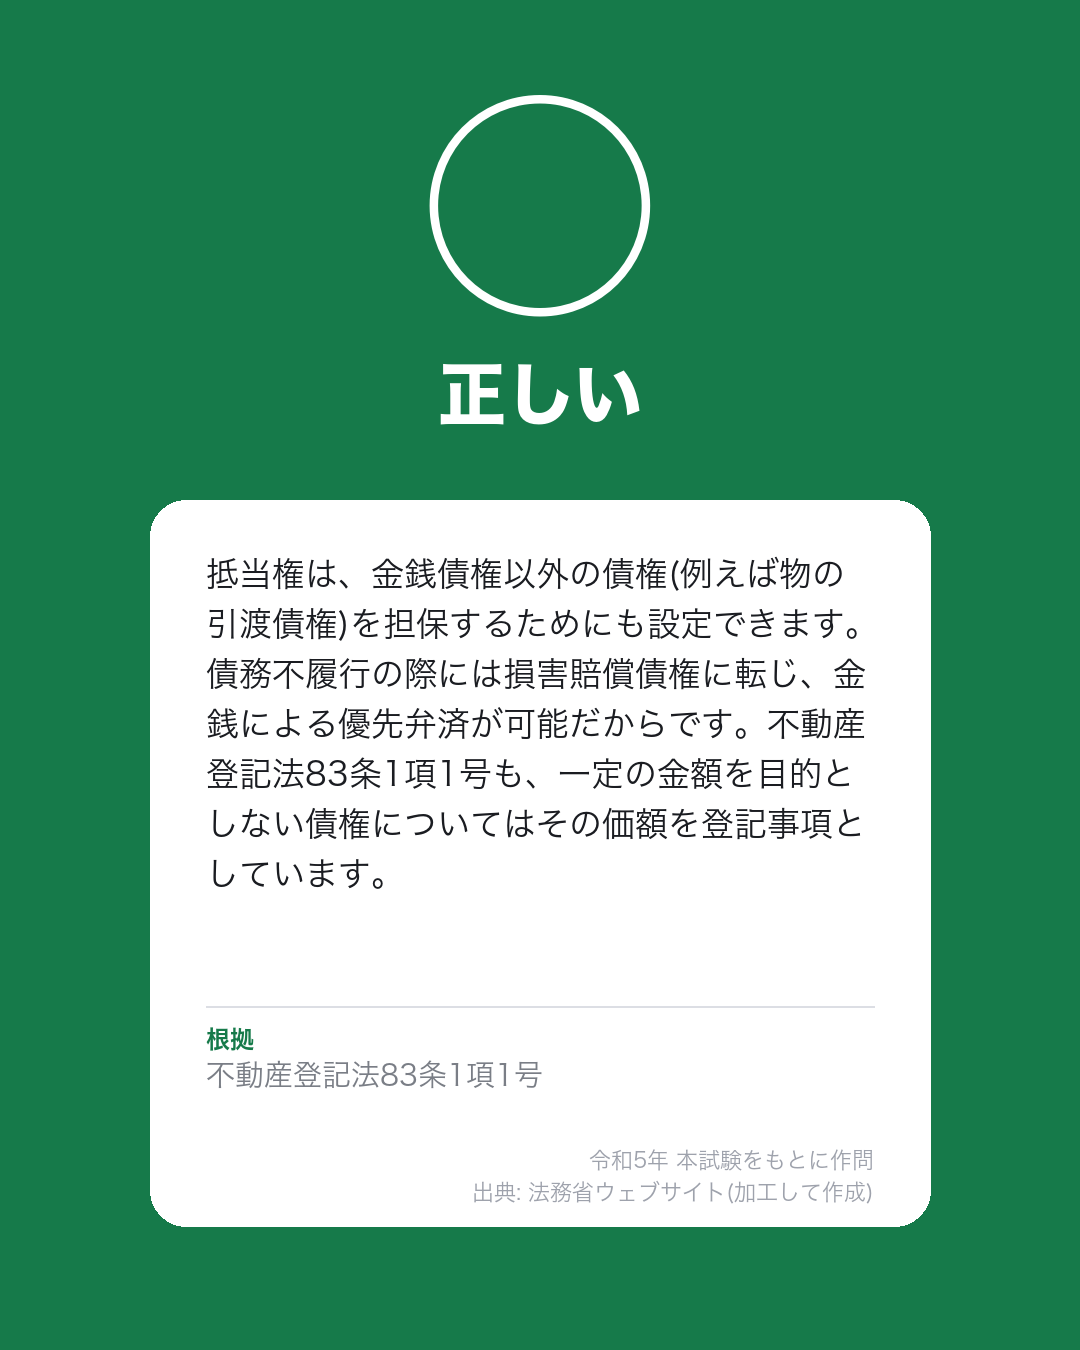 正しい
抵当権は、金銭債権以外の債権(例えば物の
引渡債権)を担保するためにも設定できます。
債務不履行の際には損害賠償債権に転じ、金
銭による優先弁済が可能だからです。不動産
登記法83条1項1号も、一定の金額を目的と
しない債権についてはその価額を登記事項と
しています。
根拠
不動産登記法83条1項1号
令和5年 本試験をもとに作問
出典: 法務省ウェブサイト(加工して作成)